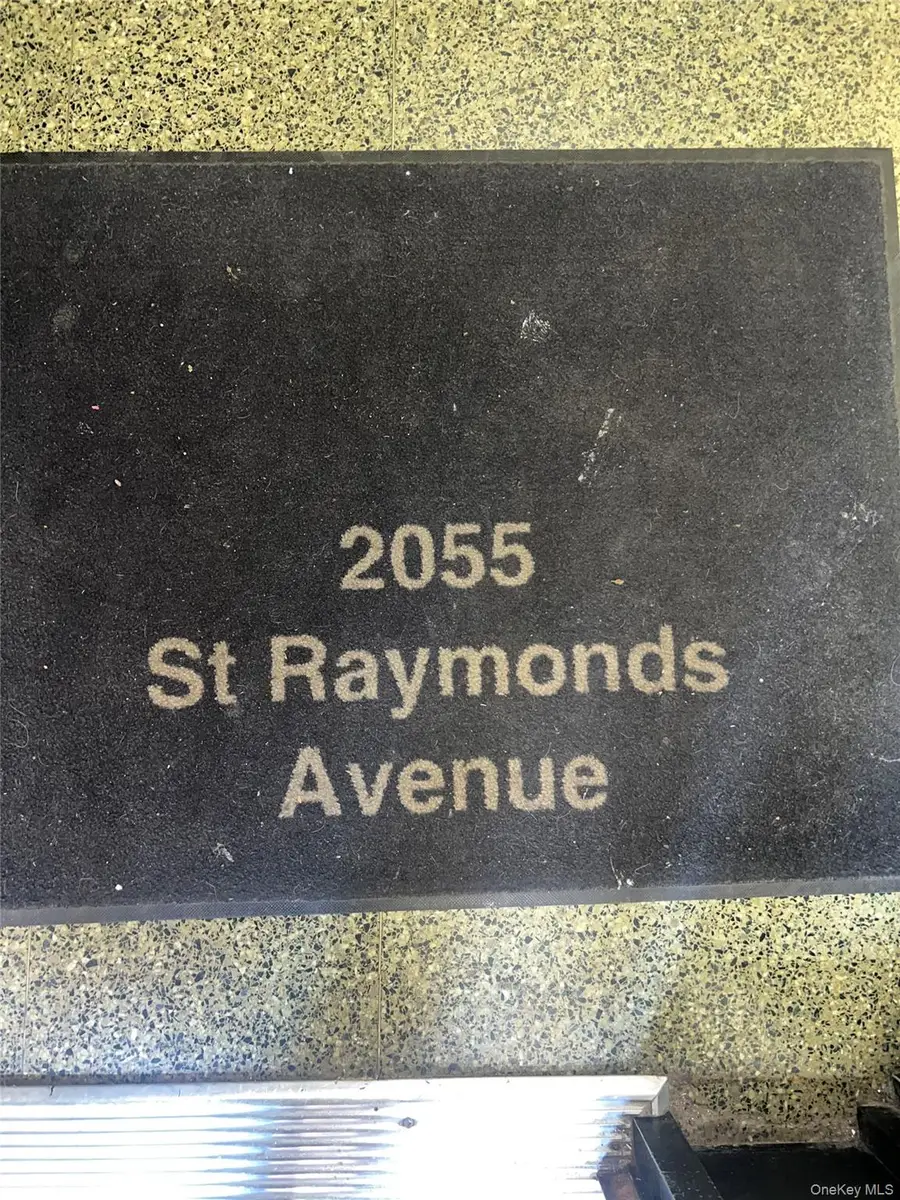 2055
St Raymonds
Avenue
OneKey MLS